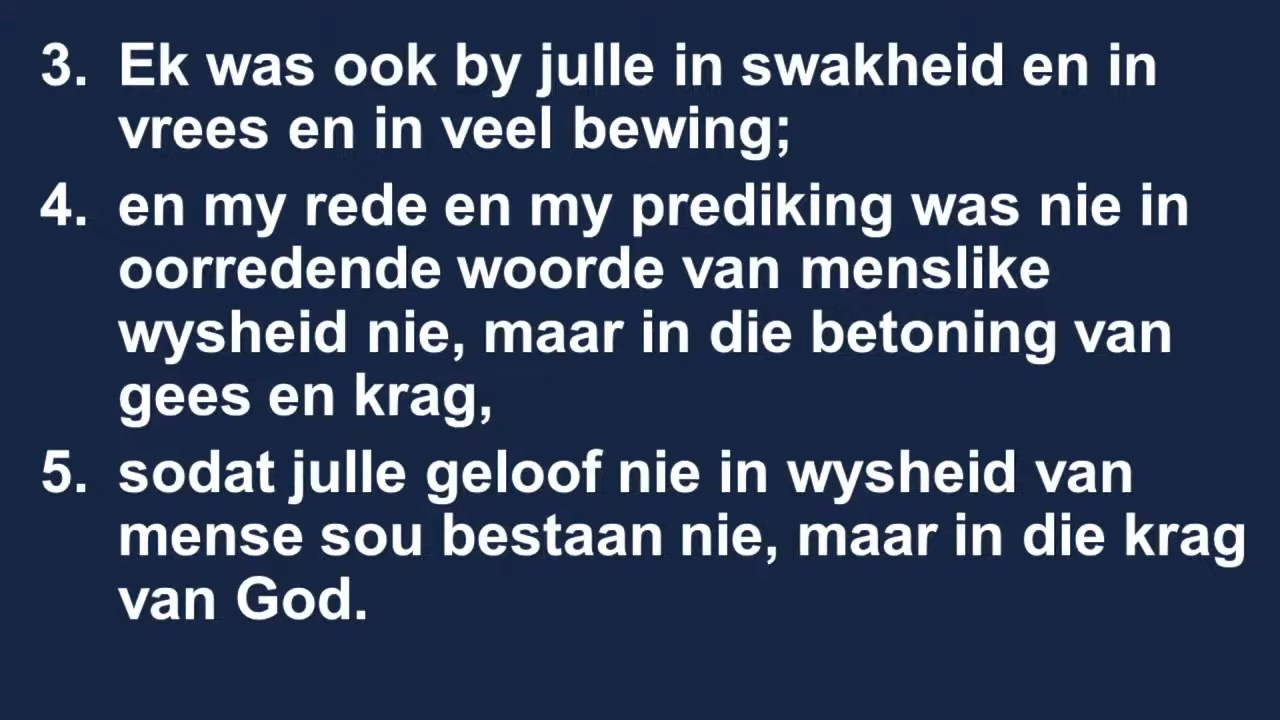 3. Ek was ook by julle in swakheid en in
vrees en in veel bewing;
4. en my rede en my prediking was nie in
oorredende woorde van menslike
wysheid nie, maar in die betoning van
gees en krag,
5. sodat julle geloof nie in wysheid van
mense sou bestaan nie, maar in die krag
van God.